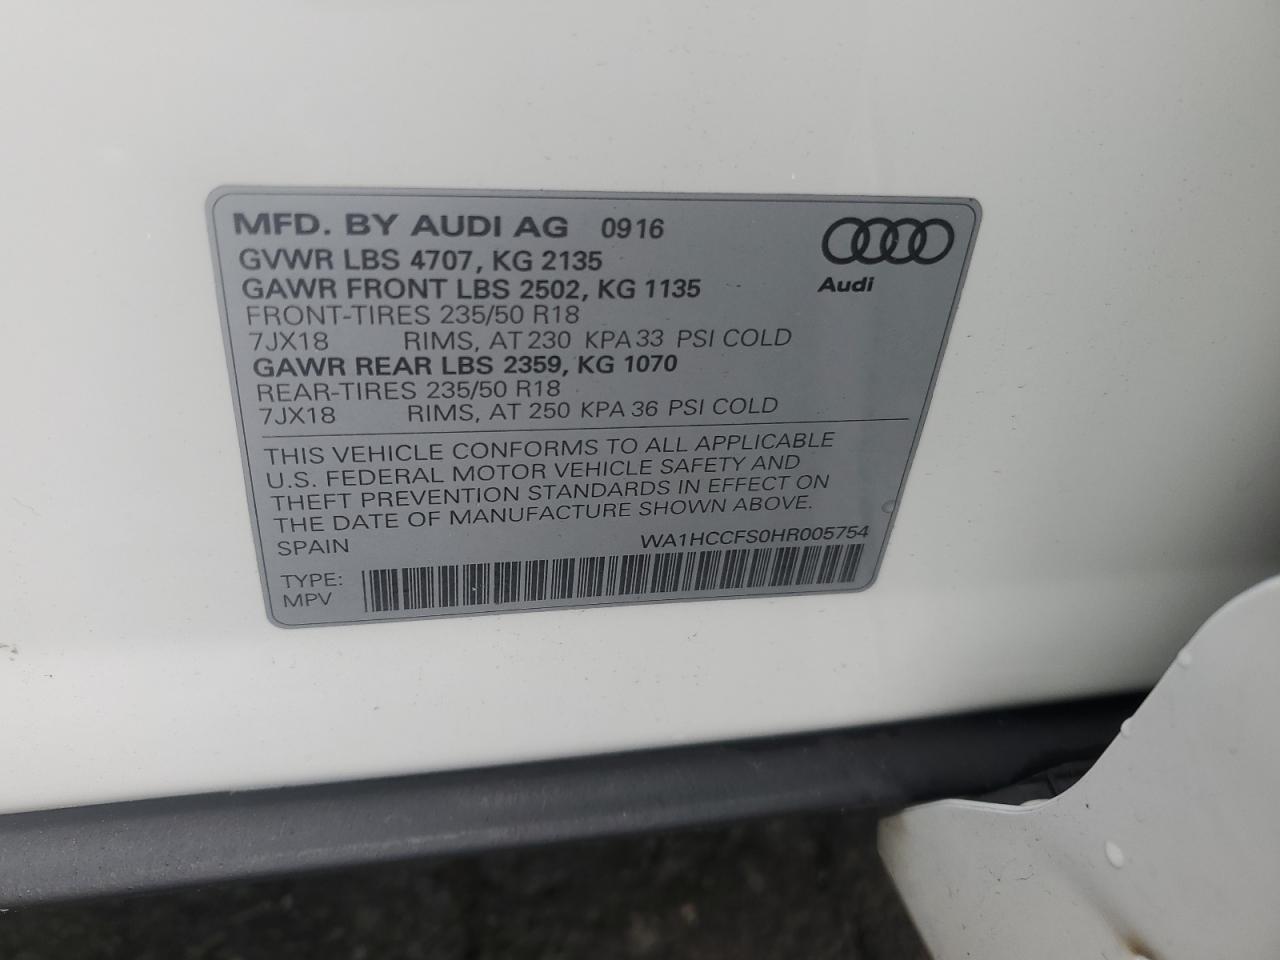 MFD. BY AUDI AG 0916
GVWR LBS 4707, KG 2135
GAWR FRONT LBS 2502, KG 1135
FRONT-TIRES 235/50 R18
7JX18 RIMS, AT 230 KPA 33 PSI COLD
GAWR REAR LBS 2359, KG 1070
REAR-TIRES 235/50 R18
7JX18 RIMS, AT 250 KPA 36 PSI COLD
Audi
THIS VEHICLE CONFORMS TO ALL APPLICABLE
U.S. FEDERAL MOTOR VEHICLE SAFETY AND
THEFT PREVENTION STANDARDS IN EFFECT ON
THE DATE OF MANUFACTURE SHOWN ABOVE.
SPAIN WA1HCCFS0HR005754
TYPE:
MPV